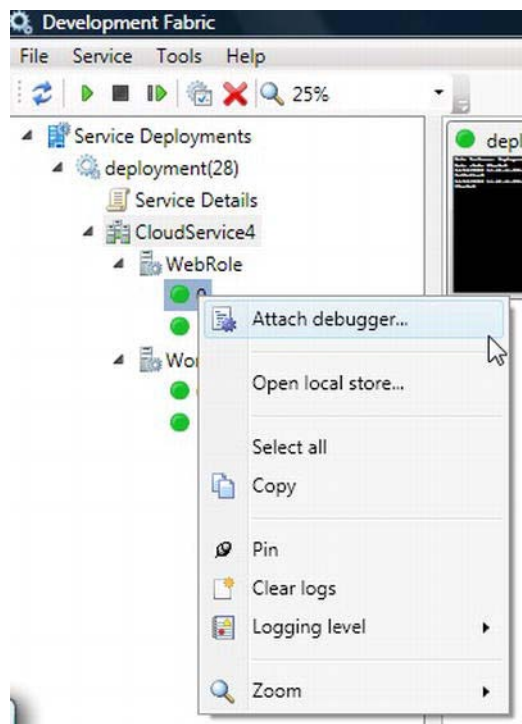 Development Fabric
File Service Tools Help
25%
Service Deployments
deployment(28)
Service Details
CloudService4
WebRole
0
Attach debugger...
Open local store...
Select all
Copy
Pin
Clear logs
Logging level
Zoom